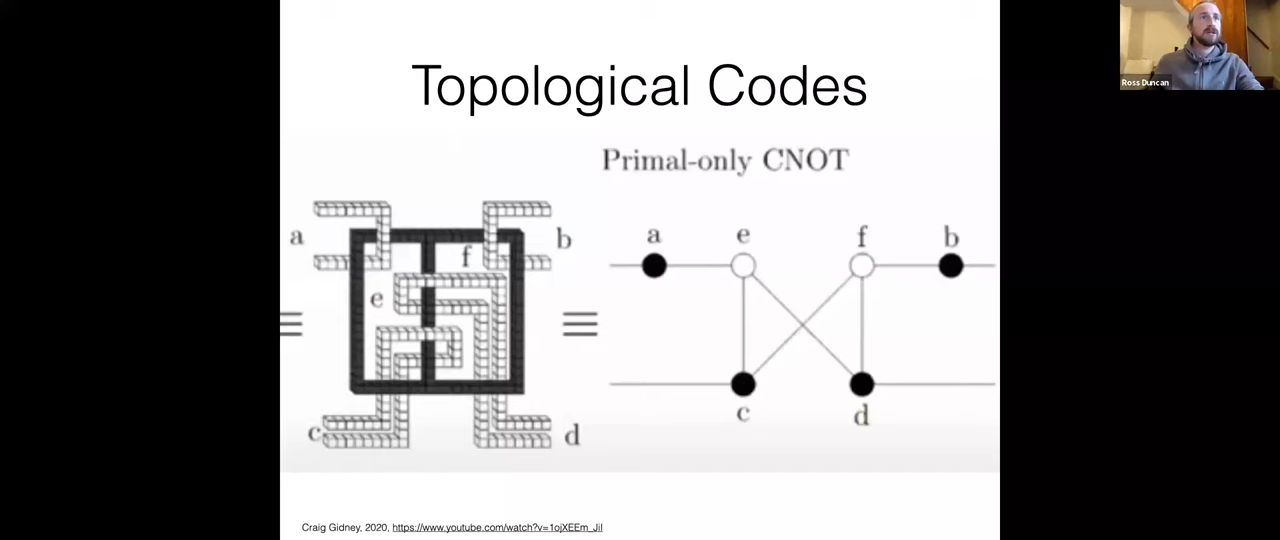 Topological Codes
Primal-only CNOT
a
b
f
e
c
d
a
e
f
b
c
d
Craig Gidney, 2020, https://www.youtube.com/watch?v=1ojXEEm_JiI
Ross Duncan